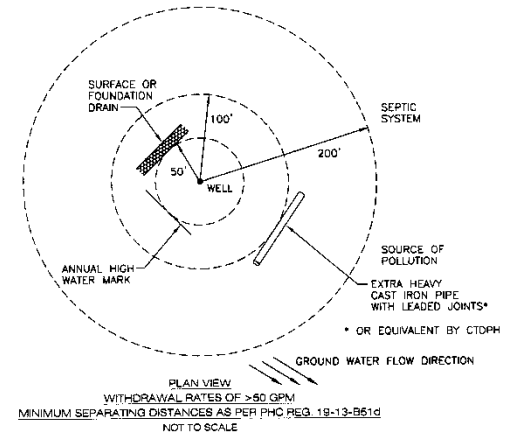 SURFACE OR
FOUNDATION
DRAIN
100'
SEPTIC
SYSTEM
200'
50'
WELL
ANNUAL HIGH
WATER MARK
SOURCE OF
POLLUTION
EXTRA HEAVY
CAST IRON PIPE
WITH LEADED JOINTS*
* OR EQUIVALENT BY CTDPH
GROUND WATER FLOW DIRECTION
PLAN VIEW
WITHDRAWAL RATES OF >50 GPM
MINIMUM SEPARATING DISTANCES AS PER PHC REG. 19-13-B51d
NOT TO SCALE